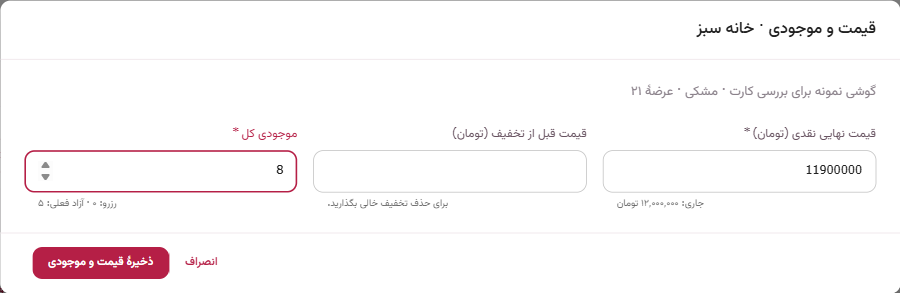 قیمت و موجودی · خانه سبز
گوشی نمونه برای بررسی کارت · مشکی · عرضهٔ ۲۱
قیمت نهایی نقدی (تومان) *
11900000
جاری: ۱۲٬۰۰۰٬۰۰۰ تومان
قیمت قبل از تخفیف (تومان)
برای حذف تخفیف خالی بگذارید.
موجودی کل *
8
رزرو: ۰ · آزاد فعلی: ۵
انصراف
ذخیرهٔ قیمت و موجودی